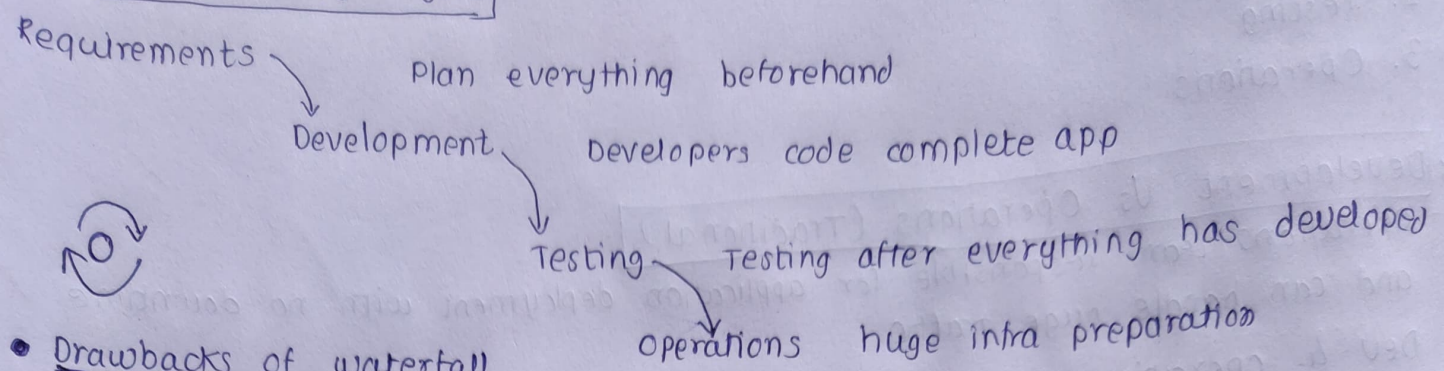 Requirements
Plan everything beforehand
Development
Developers code complete app
Testing
Testing after everything has developed
Operations
huge infra preparation
• Drawbacks of waterfall